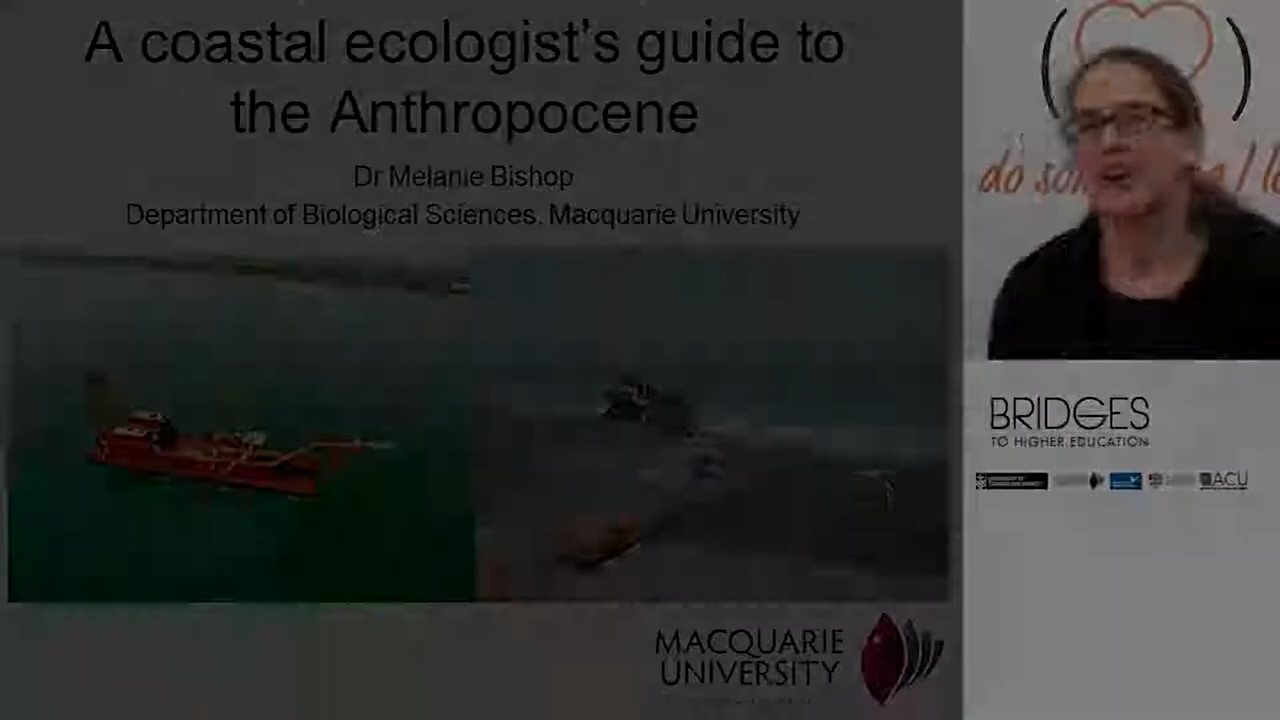 A coastal ecologist's guide to
the Anthropocene
Dr Melanie Bishop
Department of Biological Sciences. Macquarie University
do
BRIDGES
TO HIGHER EDUCATION
ACU
MACQUARIE
UNIVERSITY